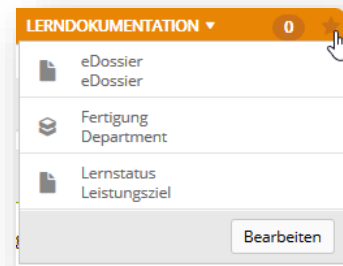 LERNDOKUMENTATION ▼ 0
eDossier
eDossier
Fertigung
Department
Lernstatus
Leistungsziel
Bearbeiten